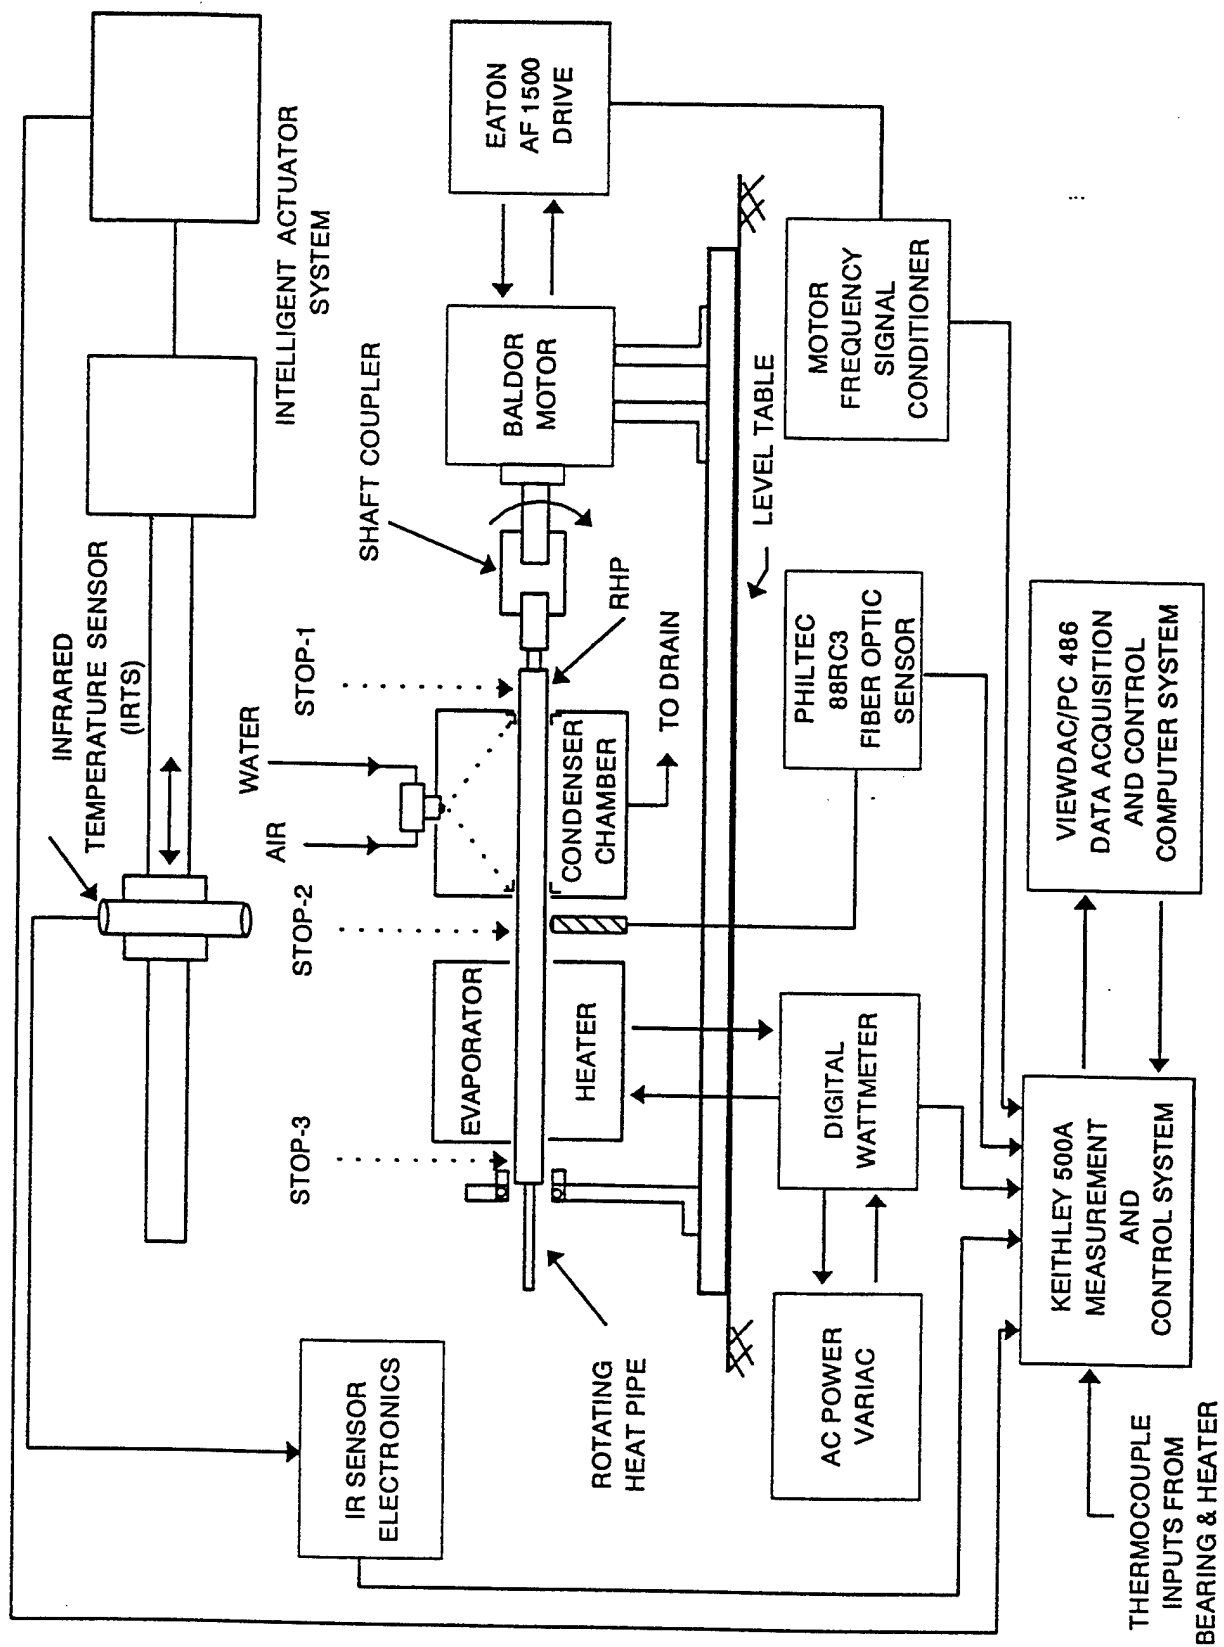 INTELLIGENT ACTUATOR
SYSTEM
INFRARED
TEMPERATURE SENSOR
(IRTS)
EATON
AF 1500
DRIVE
SHAFT COUPLER
BALDOR
MOTOR
STOP-1
WATER
AIR
STOP-2
STOP-3
RHP
CONDENSER
CHAMBER
TO DRAIN
EVAPORATOR
HEATER
LEVEL TABLE
IR SENSOR
ELECTRONICS
ROTATING
HEAT PIPE
MOTOR
FREQUENCY
SIGNAL
CONDITIONER
PHILTEC
88RC3
FIBER OPTIC
SENSOR
DIGITAL
WATTMETER
AC POWER
VARIAC
VIEWDAC/PC 486
DATA ACQUISITION
AND CONTROL
COMPUTER SYSTEM
KEITHLEY 500A
MEASUREMENT
AND
CONTROL SYSTEM
THERMOCOUPLE
INPUTS FROM
BEARING & HEATER